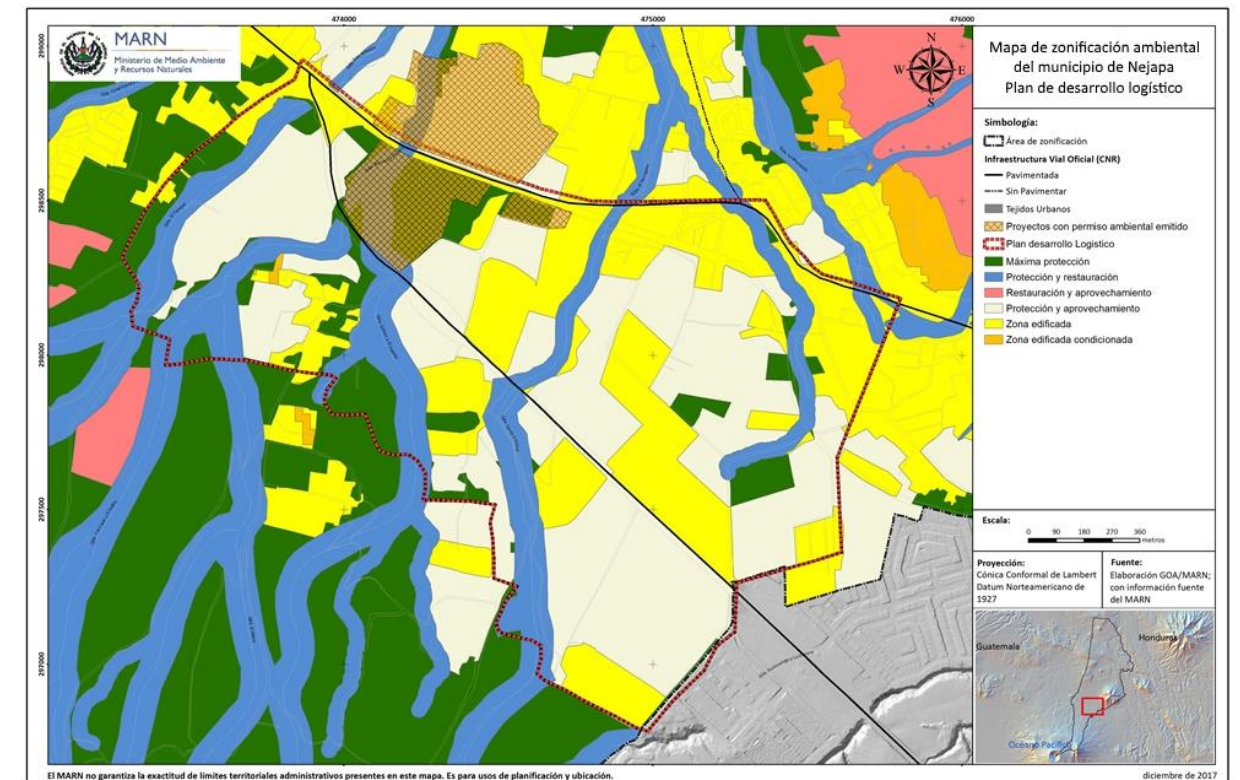 474000
475000
476000
299000
298500
298000
297500
297000
MARN
Ministerio de Medio Ambiente
y Recursos Naturales
N
W E
S
Mapa de zonificación ambiental
del municipio de Nejapa
Plan de desarrollo logístico
Simbología:
Área de zonificación
Infraestructura Vial Oficial (CNR)
Pavimentada
Sin Pavimentar
Tejidos Urbanos
Proyectos con permiso ambiental emitido
Plan desarrollo Logistico
Máxima protección
Protección y restauración
Restauración y aprovechamiento
Protección y aprovechamiento
Zona edificada
Zona edificada condicionada
Escala:
0 90 180 270 360
metros
Proyección:
Cónica Conformal de Lambert
Datum Norteamericano de
1927
Fuente:
Elaboración GOA/MARN;
con información fuente
del MARN
Guatemala
Honduras
Océano Pacífico
El MARN no garantiza la exactitud de límites territoriales administrativos presentes en este mapa. Es para usos de planificación y ubicación.
diciembre de 2017